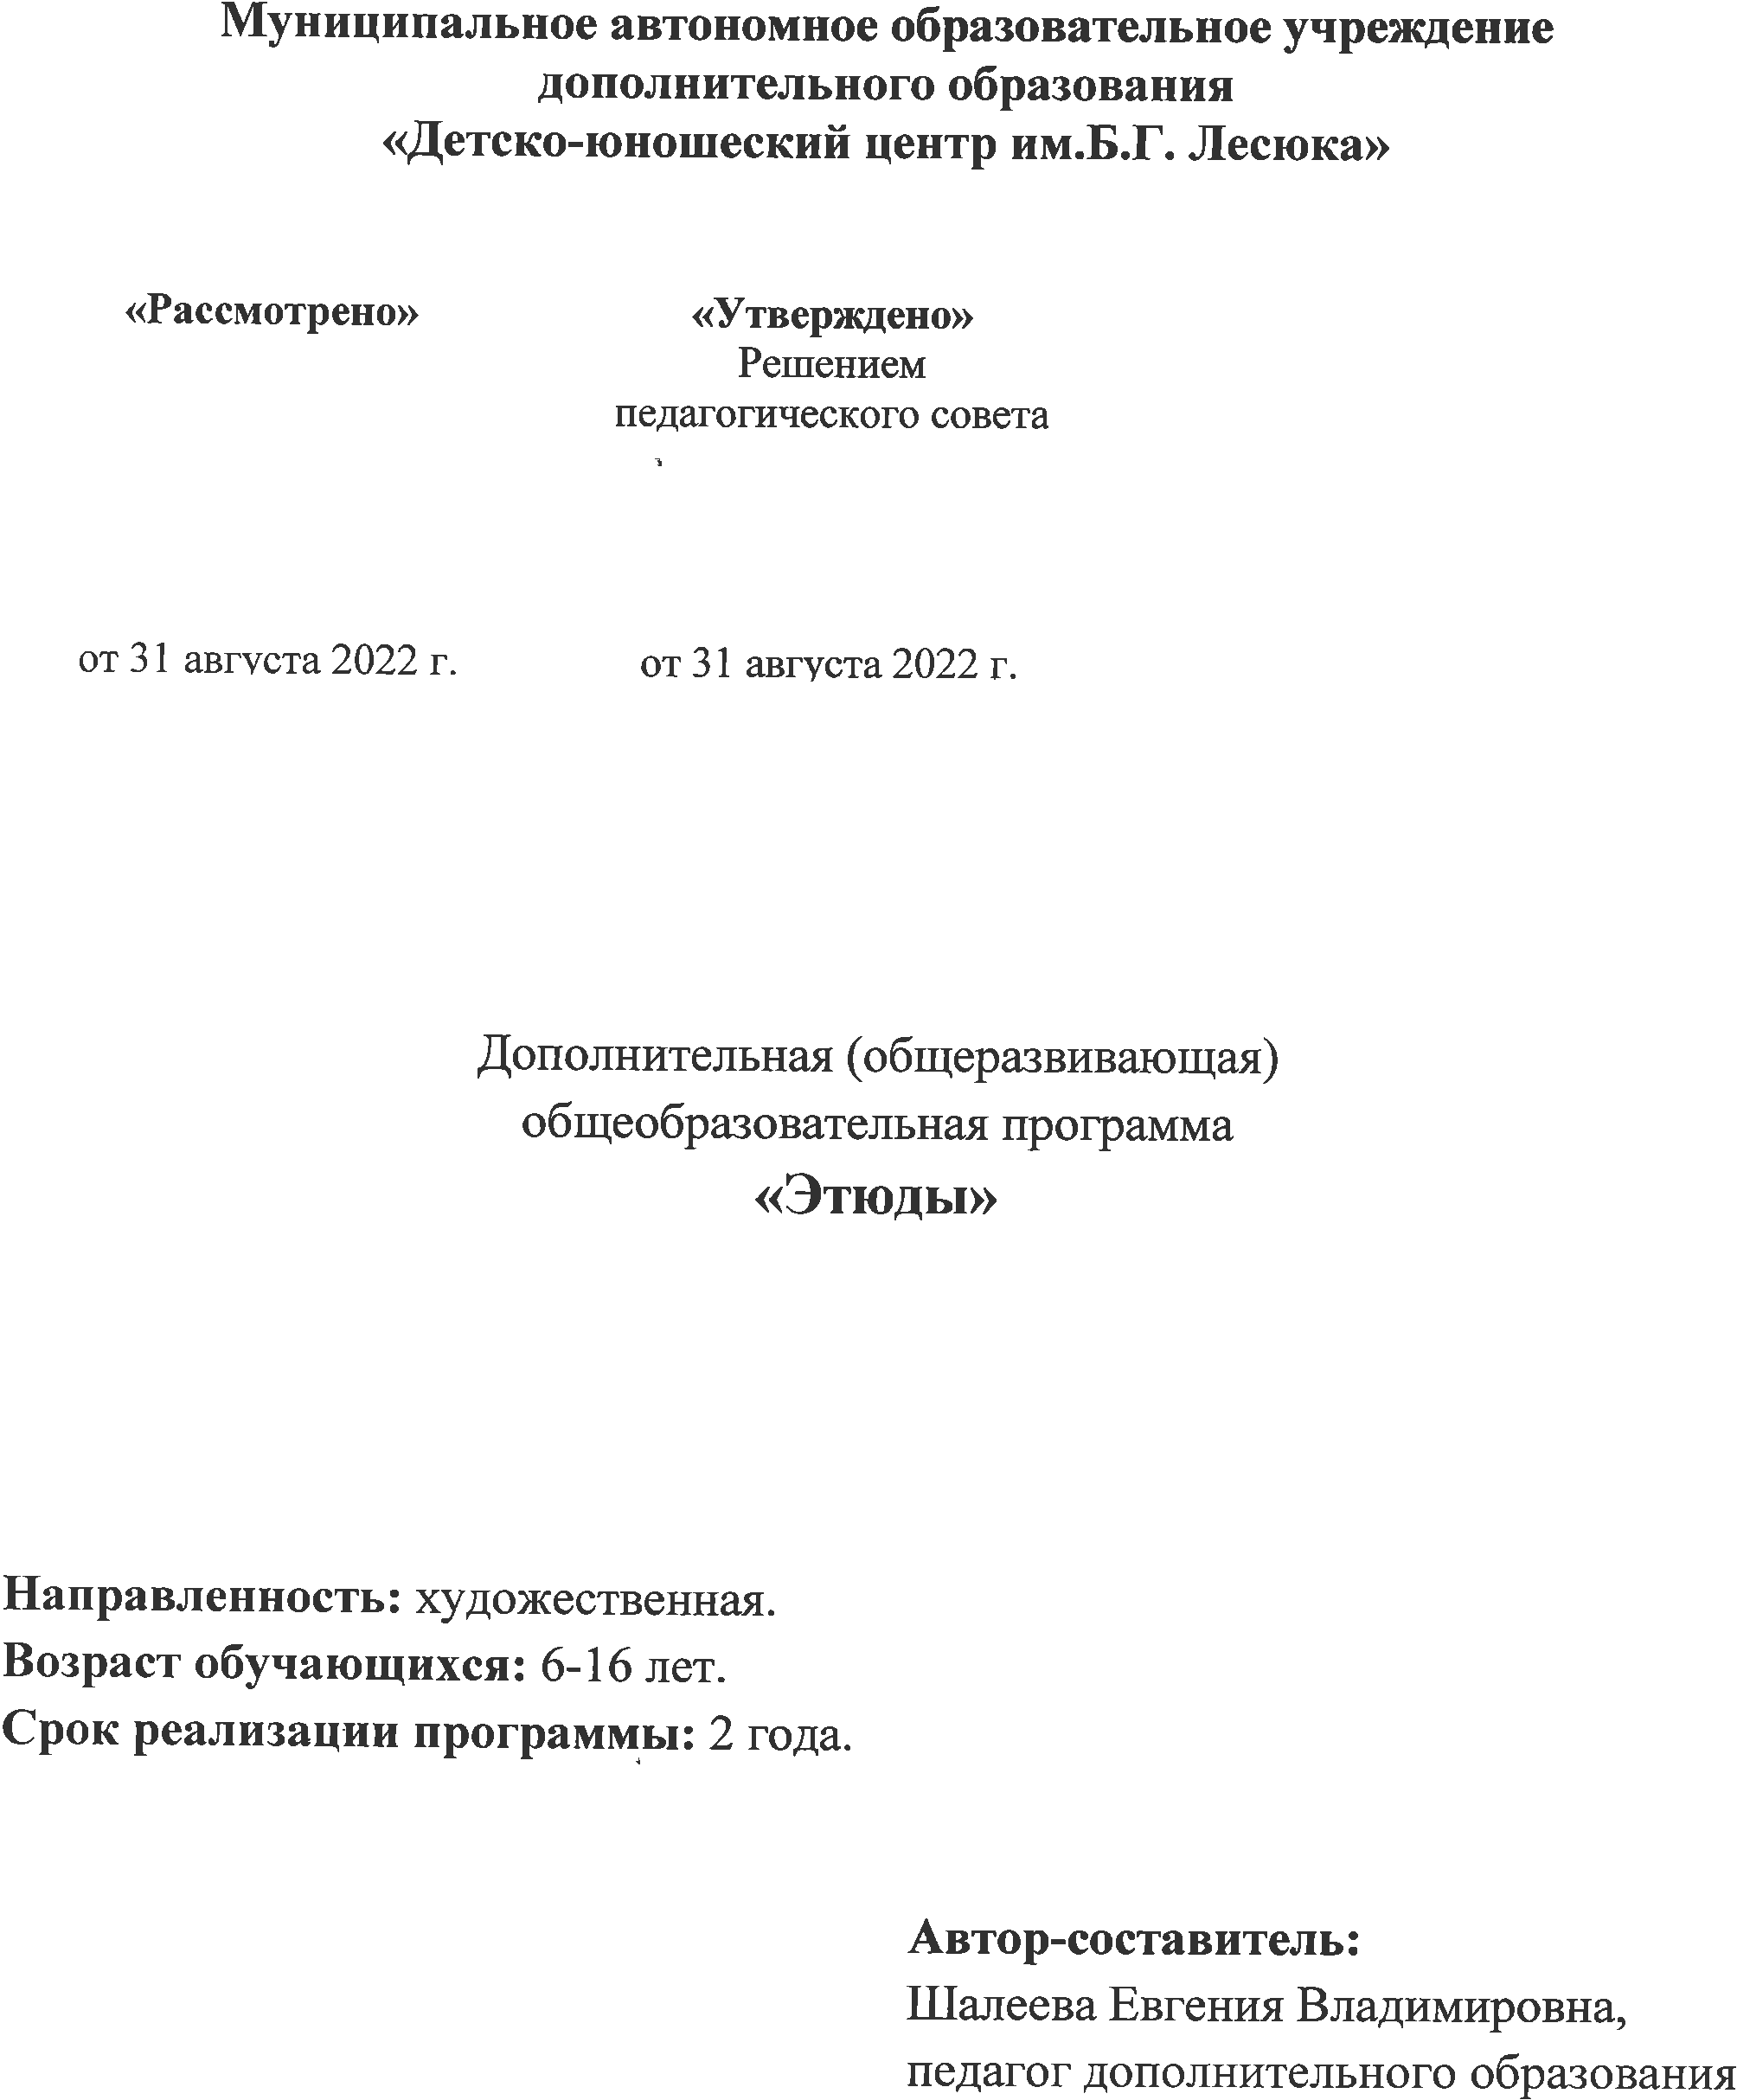 Муниципальное автономное образовательное учреждение
дополнительного образования
«Детско-юношеский центр им.Б.Г. Лесюка»
«Рассмотрено»
«Утверждено»
Решением
педагогического совета
от 31 августа 2022 г.
от 31 августа 2022 г.
Дополнительная (общеразвивающая)
общеобразовательная программа
«Этюды»
Направленность: художественная.
Возраст обучающихся: 6-16 лет.
Срок реализации программы: 2 года.
Автор-составитель:
Шалеева Евгения Владимировна,
педагог дополнительного образования